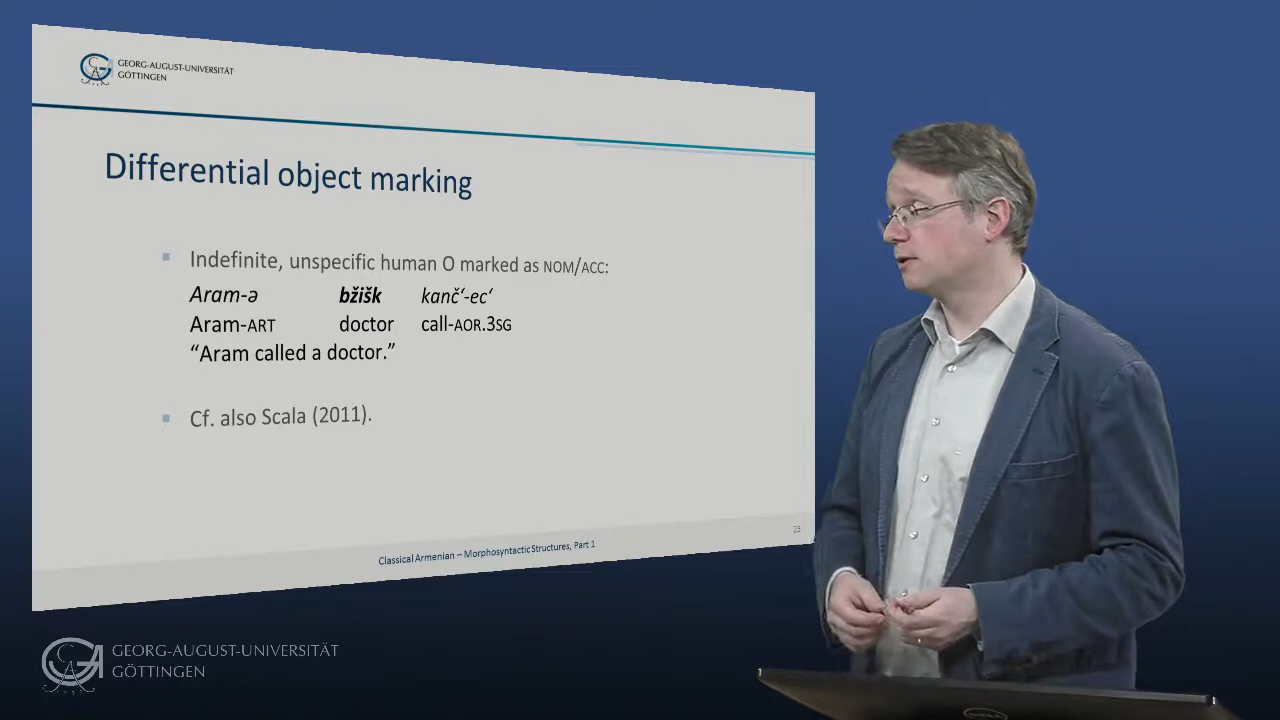 GEORG-AUGUST-UNIVERSITÄT
GÖTTINGEN
Differential object marking
Indefinite, unspecific human O marked as NOM/ACC:
Aram-ə bžišk kanč‘-ec‘
Aram-ART doctor call-AOR.3SG
“Aram called a doctor.”
Cf. also Scala (2011).
25
Classical Armenian – Morphosyntactic Structures, Part 1
GEORG-AUGUST-UNIVERSITÄT
GÖTTINGEN
DELL